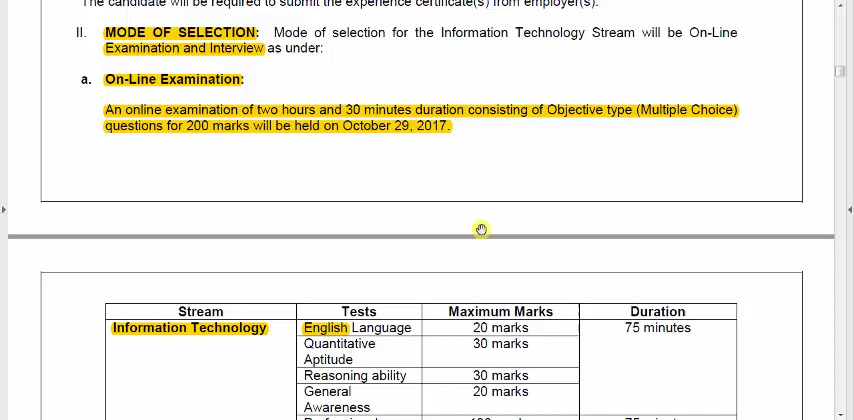 The candidate will be required to submit the experience certificate(s) from employer(s).
II. MODE OF SELECTION: Mode of selection for the Information Technology Stream will be On-Line
Examination and Interview as under:
a. On-Line Examination:
An online examination of two hours and 30 minutes duration consisting of Objective type (Multiple Choice)
questions for 200 marks will be held on October 29, 2017.
Stream Tests Maximum Marks Duration
Information Technology English Language 20 marks 75 minutes
Quantitative 30 marks
Aptitude
Reasoning ability 30 marks
General 20 marks
Awareness